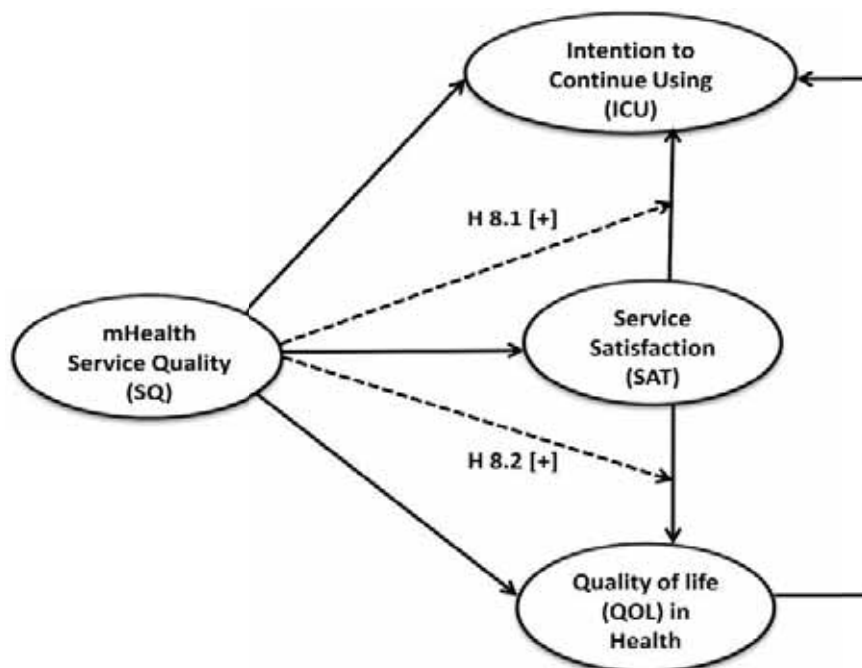 Intention to
Continue Using
(ICU)
H 8.1 [+]
mHealth
Service Quality
(SQ)
Service
Satisfaction
(SAT)
H 8.2 [+]
Quality of life
(QOL) in
Health